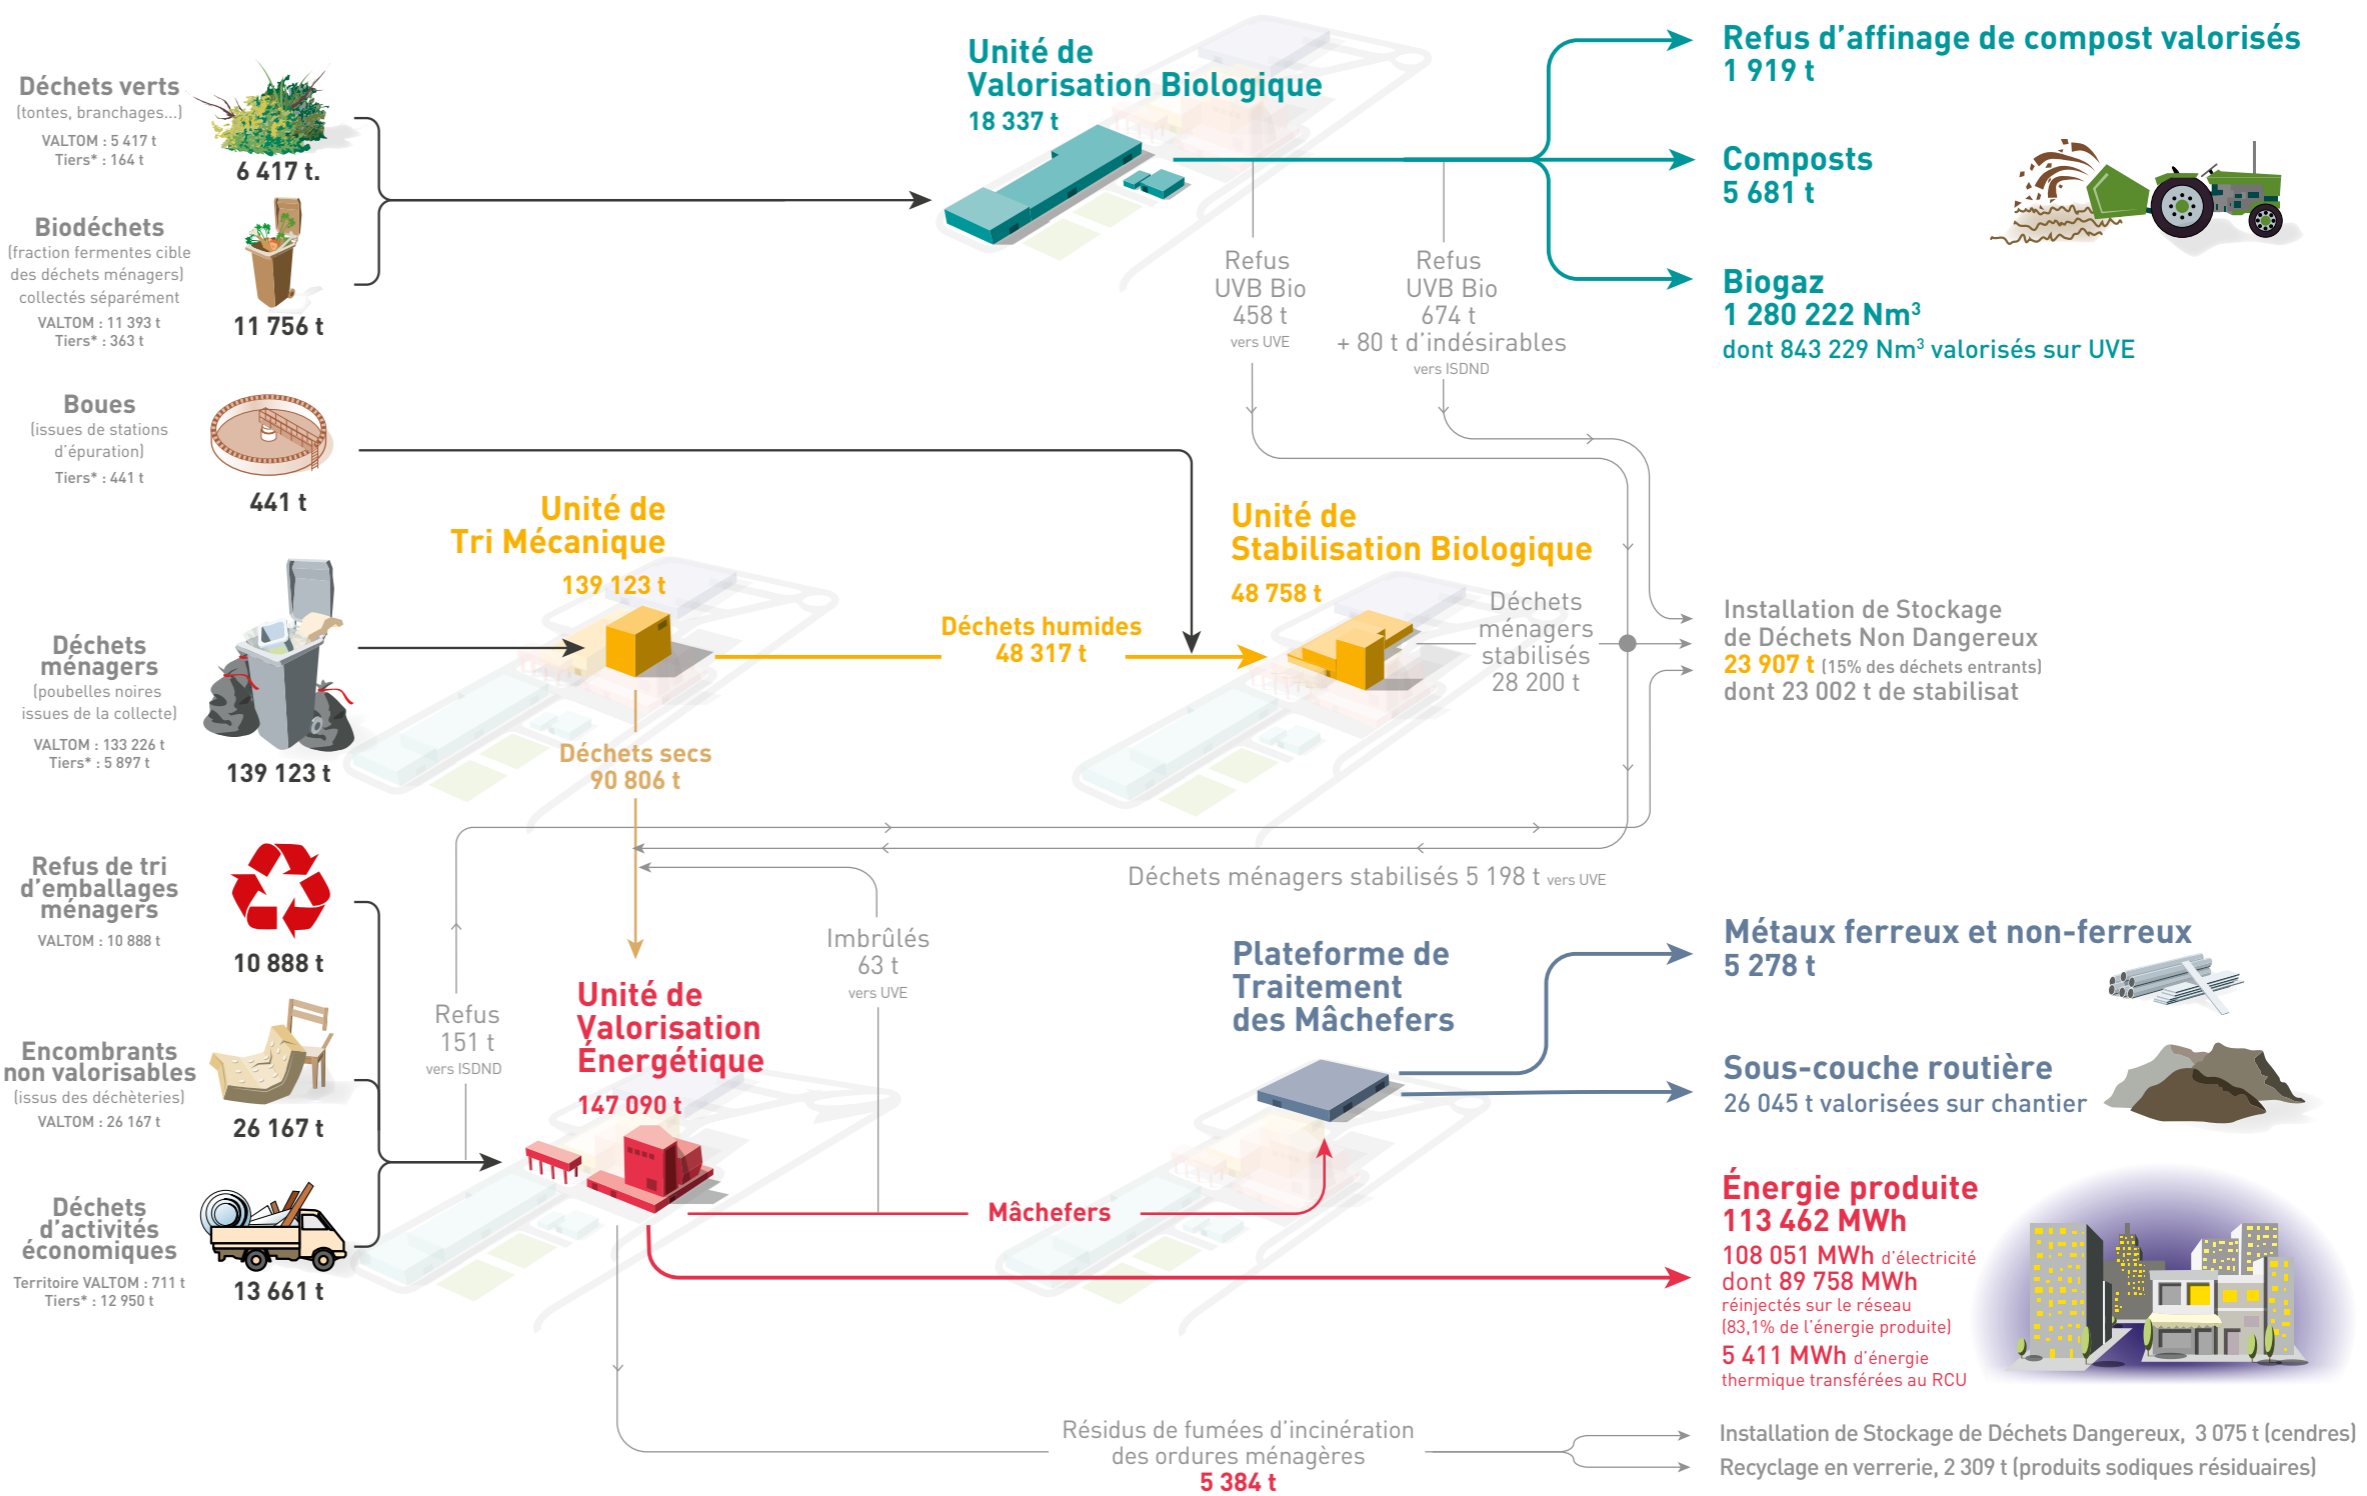 Déchets verts
(tontes, branchages...)
VALTOM : 5 417 t
Tiers* : 164 t
6 417 t.
Biodéchets
(fraction fermentes cible
des déchets ménagers)
collectés séparément
VALTOM : 11 393 t
Tiers* : 363 t
11 756 t
Boues
(issues de stations
d'épuration)
Tiers* : 441 t
441 t
Déchets
ménagers
(poubelles noires
issues de la collecte)
VALTOM : 133 226 t
Tiers* : 5 897 t
139 123 t
Refus de tri
d'emballages
ménagers
VALTOM : 10 888 t
10 888 t
Encombrants
non valorisables
(issus des déchèteries)
VALTOM : 26 167 t
26 167 t
Déchets
d'activités
économiques
Territoire VALTOM : 711 t
Tiers* : 12 950 t
13 661 t
Unité de
Valorisation Biologique
18 337 t
Refus
UVB Bio
458 t
vers UVE
Refus
UVB Bio
674 t
+ 80 t d'indésirables
vers ISDND
Unité de
Tri Mécanique
139 123 t
Déchets humides
48 317 t
Déchets secs
90 806 t
Unité de
Stabilisation Biologique
48 758 t
Déchets
ménagers
stabilisés
28 200 t
Déchets ménagers stabilisés 5 198 t vers UVE
Refus
151 t
vers ISDND
Imbrûlés
63 t
vers UVE
Unité de
Valorisation
Énergétique
147 090 t
Mâchefers
Plateforme de
Traitement
des Mâchefers
Résidus de fumées d'incinération
des ordures ménagères
5 384 t
Refus d'affinage de compost valorisés
1 919 t
Composts
5 681 t
Biogaz
1 280 222 Nm³
dont 843 229 Nm³ valorisés sur UVE
Installation de Stockage
de Déchets Non Dangereux
23 907 t (15% des déchets entrants)
dont 23 002 t de stabilisat
Métaux ferreux et non-ferreux
5 278 t
Sous-couche routière
26 045 t valorisées sur chantier
Énergie produite
113 462 MWh
108 051 MWh d'électricité
dont 89 758 MWh
réinjectés sur le réseau
(83,1% de l'énergie produite)
5 411 MWh d'énergie
thermique transférées au RCU
Installation de Stockage de Déchets Dangereux, 3 075 t (cendres)
Recyclage en verrerie, 2 309 t (produits sodiques résiduaires)